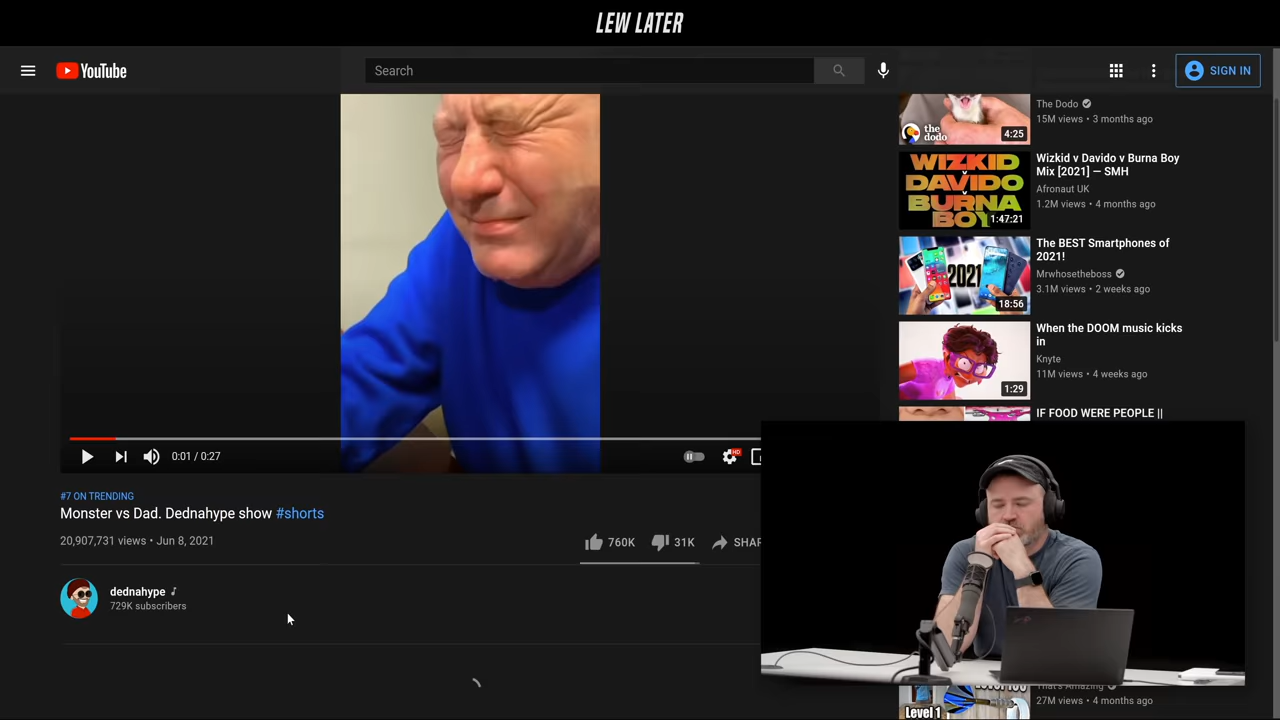 LEW LATER
YouTube
Search
SIGN IN
0:01 / 0:27
HD
#7 ON TRENDING
Monster vs Dad. Dednahype show #shorts
20,907,731 views • Jun 8, 2021
760K
31K
SHAR
dednahype
729K subscribers
the
dodo
4:25
The Dodo
15M views • 3 months ago
WIZKID
V
DAVIDO
V
BURNA
BOY
1:47:21
Wizkid v Davido v Burna Boy
Mix [2021] — SMH
Afronaut UK
1.2M views • 4 months ago
2021
18:56
The BEST Smartphones of
2021!
Mrwhosetheboss
3.1M views • 2 weeks ago
1:29
When the DOOM music kicks
in
Knyte
11M views • 4 weeks ago
IF FOOD WERE PEOPLE ||
Level 1
That's Amazing
27M views • 4 months ago